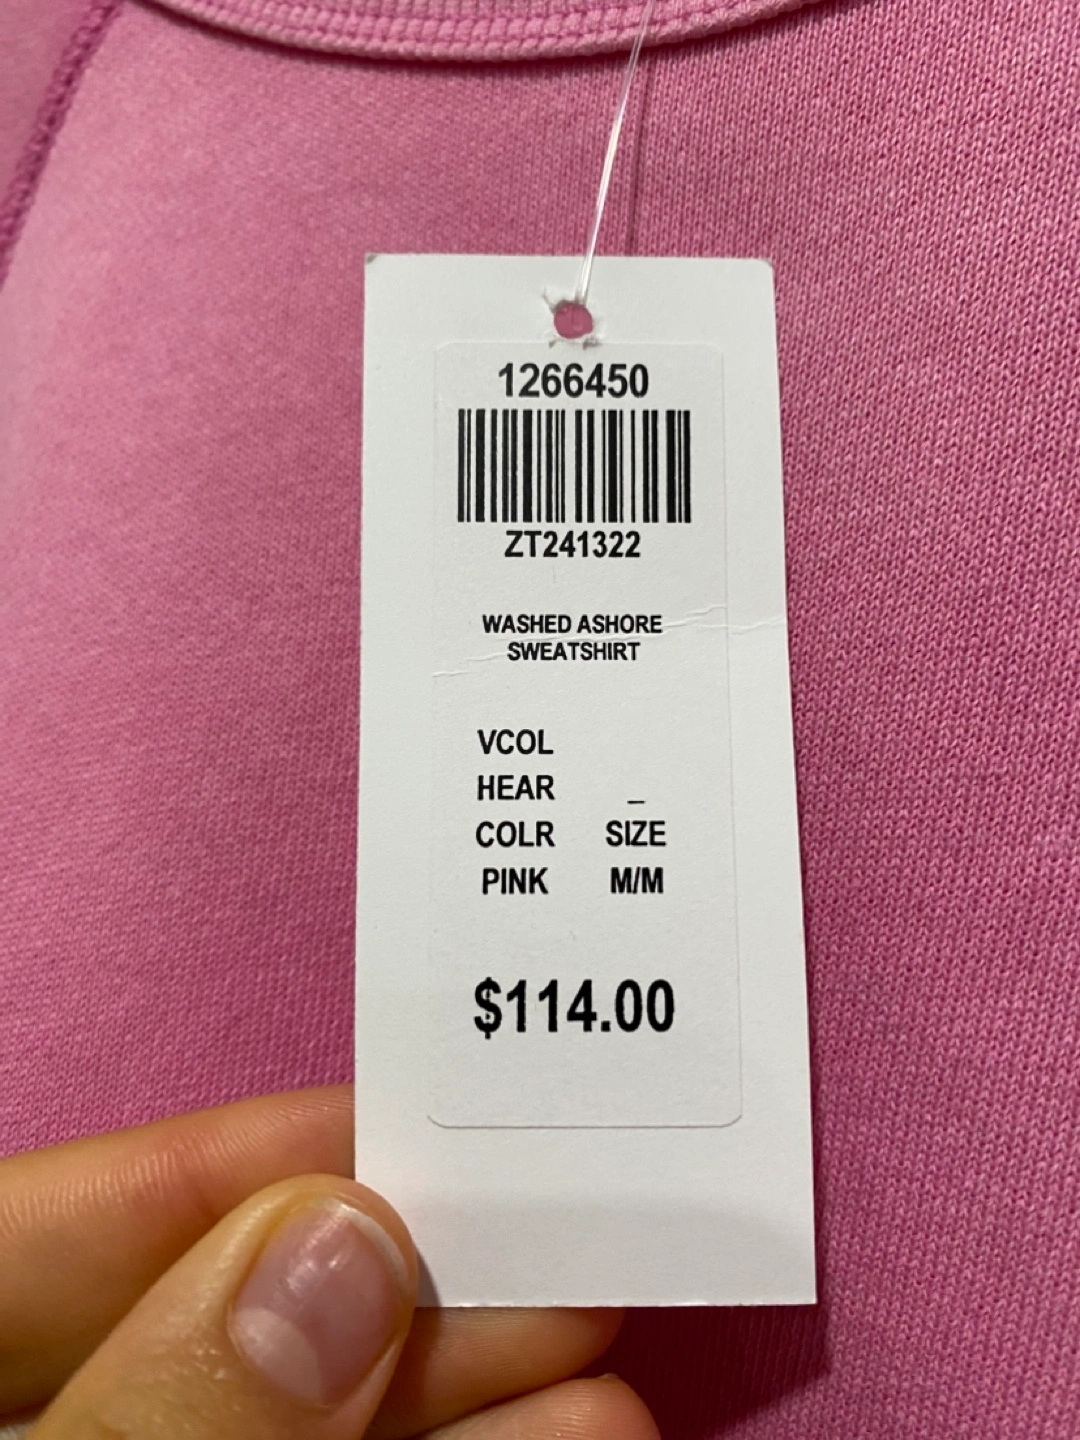 1266450
ZT241322
WASHED ASHORE
SWEATSHIRT
VCOL
HEAR _
COLR SIZE
PINK M/M
$114.00